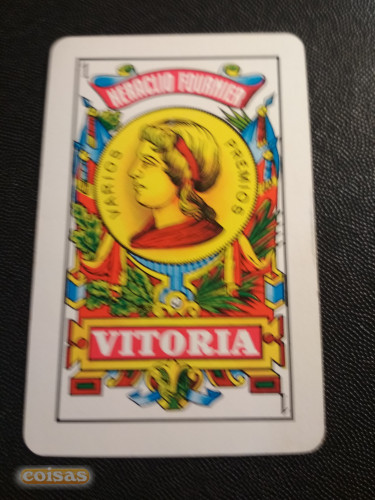 HERACLIO FOURNIER
VARIOS PREMIOS
VITORIA
coisas